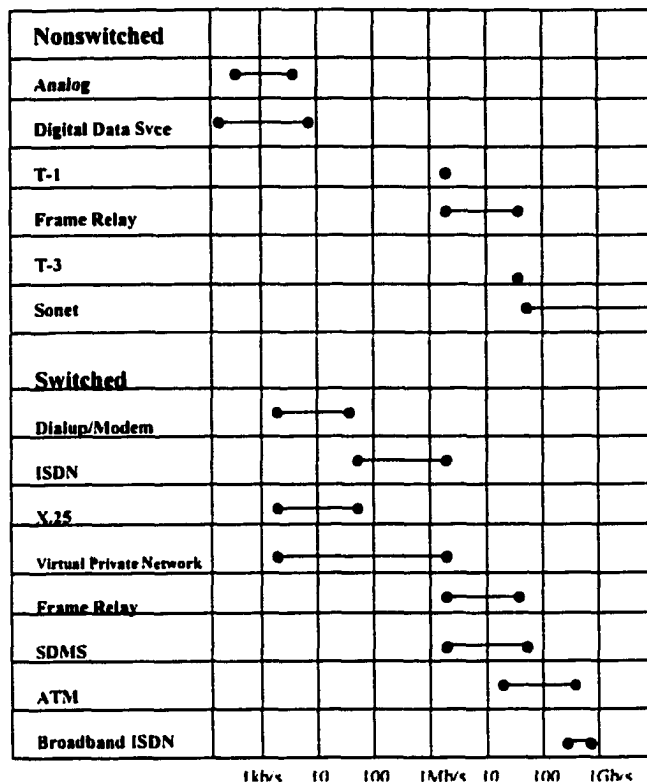 Nonswitched
Analog
Digital Data Svce
T-1
Frame Relay
T-3
Sonet
Switched
Dialup/Modem
ISDN
X.25
Virtual Private Network
Frame Relay
SDMS
ATM
Broadband ISDN
1kb/s 10 100 1Mb/s 10 100 1Gb/s